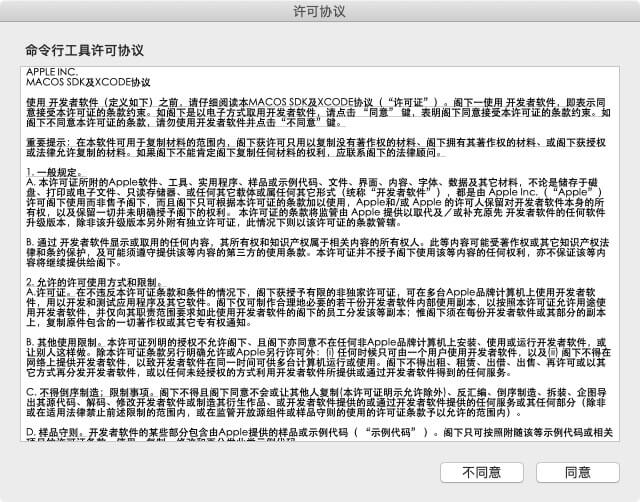 许可协议
命令行工具许可协议
APPLE INC.
MACOS SDK及XCODE协议
使用 开发者软件（定义如下）之前，请仔细阅读本MACOS SDK及XCODE协议（“许可证”）。阁下一使用 开发者软件，即表示同
意接受本许可证的条款约束。如阁下是以电子方式取用开发者软件，请点击 “同意” 键，表明阁下同意接受本许可证的条款约束。如
阁下不同意本许可证的条款，请勿使用开发者软件并点击“不同意”键。
重要提示：在本软件可用于复制材料的范围内，阁下获许可只用以复制没有著作权的材料、阁下拥有其著作权的材料、或阁下获授权
或法律允许复制的材料。如果阁下不能肯定阁下复制任何材料的权利，应联系阁下的法律顾问。
1. 一般规定。
A. 本许可证所附的Apple软件、工具、实用程序、样品或示例代码、文件、界面、内容、字体、数据及其它材料，不论是储存于磁
盘、打印或电子文件、只读存储器、或任何其它载体或属任何其它形式（统称“开发者软件”），都是由 Apple Inc.（“Apple”）
许可阁下使用而非售予阁下，而且阁下只可根据本许可证的条款加以使用，Apple和/或 Apple 的许可人保留对开发者软件本身的所
有权，以及保留一切并未明确授予阁下的权利。 本许可证的条款将监管由 Apple 提供以取代及／或补充原先 开发者软件的任何软件
升级版本，除非该升级版本另外附有独立许可证，此情况下则以该许可证的条款管辖。
B. 通过 开发者软件显示或取用的任何内容，其所有权和知识产权属于相关内容的所有权人。此等内容可能受著作权或其它知识产权法
律和条约保护，及可能须遵守提供该等内容的第三方的使用条款。本许可证并不授予阁下使用该等内容的任何权利，亦不保证该等内
容将继续提供给阁下。
2. 允许的许可使用方式和限制。
A.许可证。在不违反本许可证条款和条件的情况下，阁下获授予有限的非独家许可证，可在多台Apple品牌计算机上使用开发者软
件，用以开发和测试应用程序及其它软件。阁下仅可制作合理地必要的若干份开发者软件内部使用副本，以按照本许可证允许用途使
用开发者软件，并仅向其职责范围要求如此使用开发者软件的阁下的员工分发该等副本；惟阁下须在每份开发者软件或其部分的副本
上，复制原件包含的一切著作权或其它专有权通知。
B. 其他使用限制。本许可证列明的授予不允许阁下、且阁下亦同意不在任何非Apple品牌计算机上安装、使用或运行开发者软件，或
让别人这样做。除本许可证条款另行明确允许或Apple另行许可外：(i) 任何时候只可由一个用户使用开发者软件，以及(ii) 阁下不得在
网络上提供开发者软件，以致开发者软件在同一时间可供多台计算机运行或使用。阁下不得出租、租赁、出借、出售、再许可或以其
它方式再分发开发者软件，或以任何未经授权的方式利用开发者软件所提供或通过开发者软件得到的任何服务。
C. 不得倒序制造；限制事项。阁下不得且阁下同意不会或让其他人复制(本许可证明示允许除外)、反汇编、倒序制造、拆装、企图导
出其源代码、解码、修改开发者软件或制造其衍生作品、或开发者软件或通过开发者软件提供的任何服务或其任何部分（除非
或在适用法律禁止前述限制的范围内，或在监管开放源组件或样品守则的使用的许可条款给予以允许的范围内）。
D. 样品守则。开发者软件的某些部分包含由Apple提供的样品或示例代码（ “示例代码” ）。阁下只可按照附随该等示例代码或相关
不同意
同意